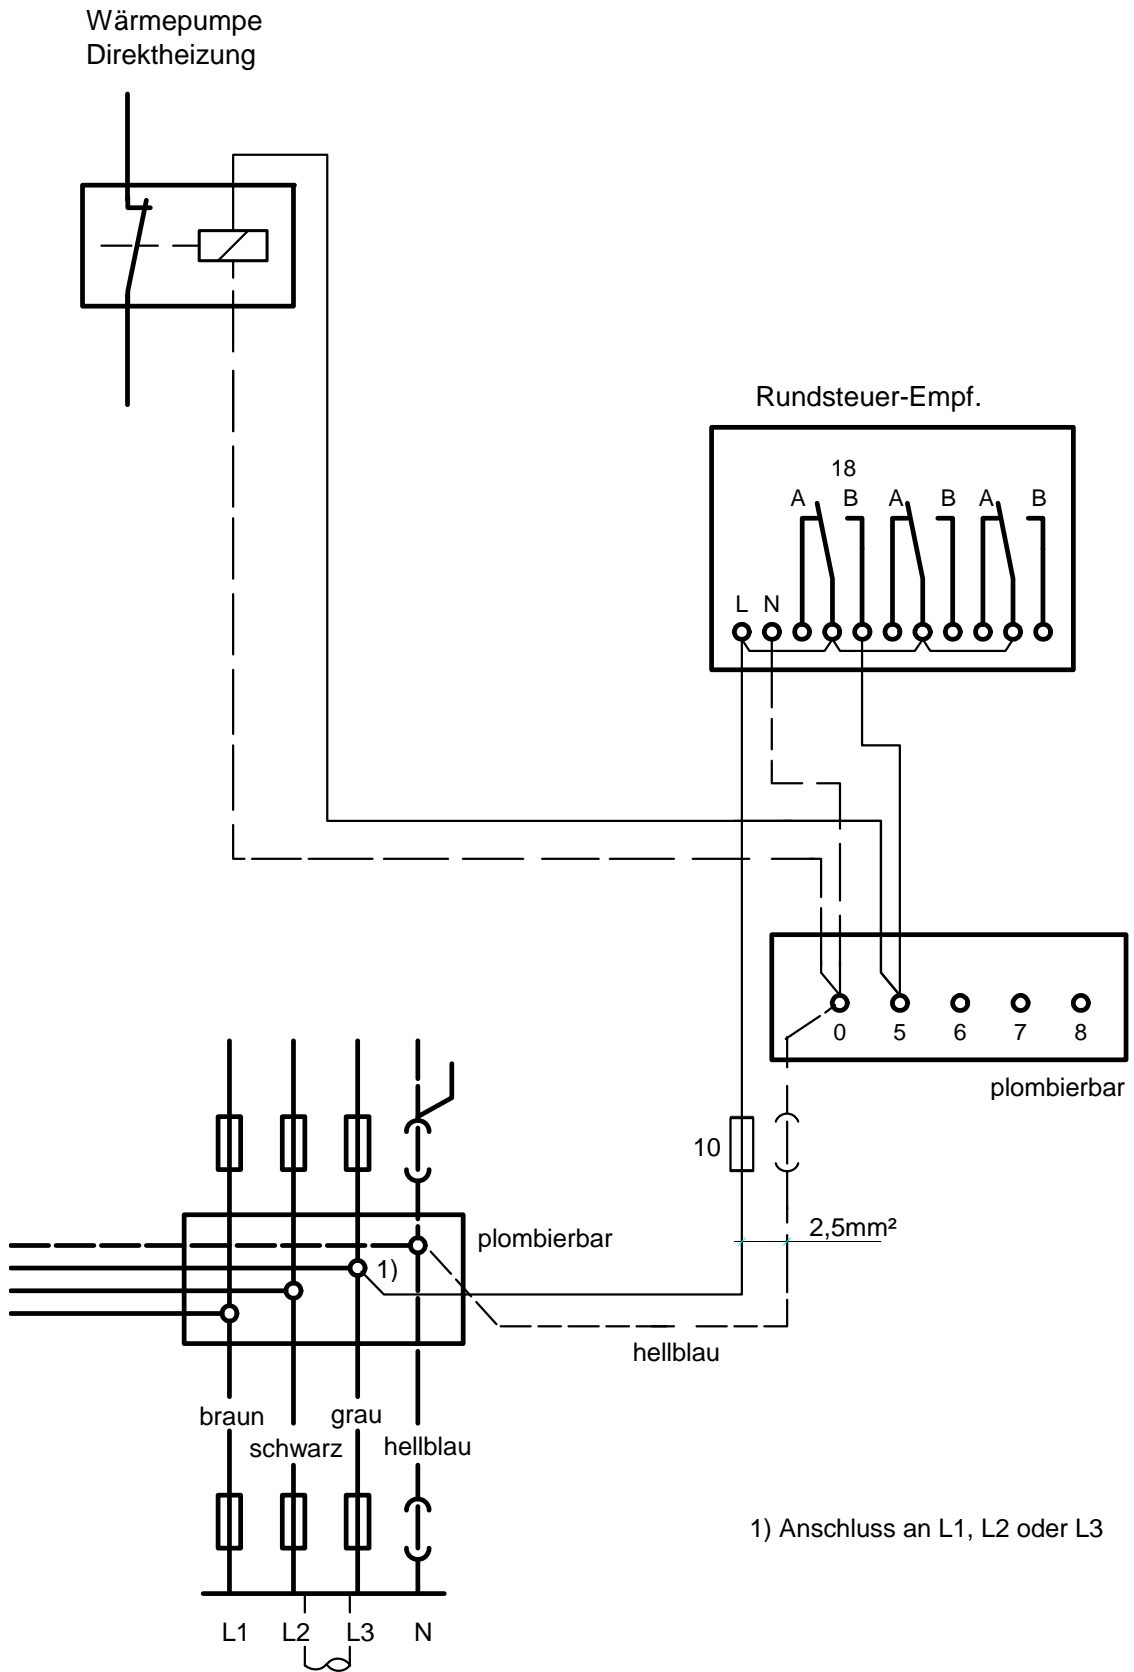 Wärmepumpe
Direktheizung
Rundsteuer-Empf.
18
A B A B A B
L N
0 5 6 7 8
plombierbar
10
2,5mm²
plombierbar
1)
hellblau
braun
grau
schwarz
hellblau
1) Anschluss an L1, L2 oder L3
L1 L2 L3 N